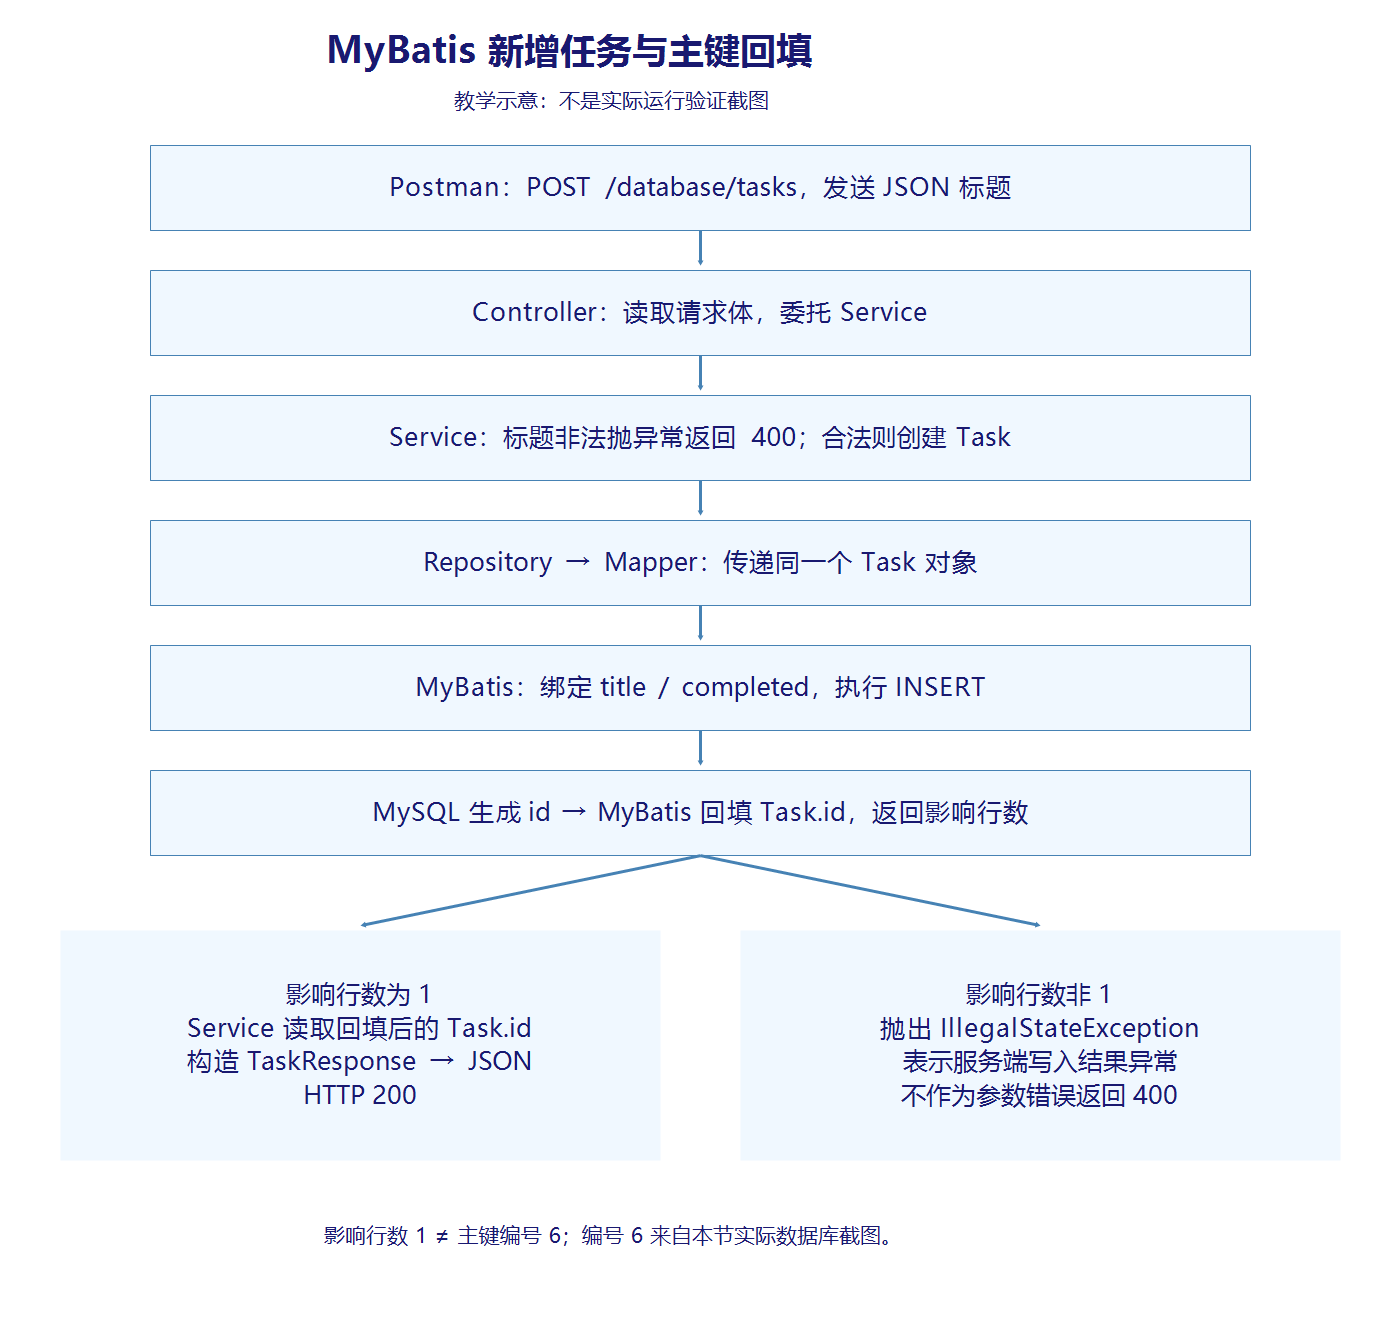 MyBatis 新增任务与主键回填
教学示意：不是实际运行验证截图
Postman：POST /database/tasks，发送 JSON 标题
Controller：读取请求体，委托 Service
Service：标题非法抛异常返回 400；合法则创建 Task
Repository → Mapper：传递同一个 Task 对象
MyBatis：绑定 title / completed，执行 INSERT
MySQL 生成 id → MyBatis 回填 Task.id，返回影响行数
影响行数为 1
Service 读取回填后的 Task.id
构造 TaskResponse → JSON
HTTP 200
影响行数非 1
抛出 IllegalStateException
表示服务端写入结果异常
不作为参数错误返回 400
影响行数 1 ≠ 主键编号 6；编号 6 来自本节实际数据库截图。